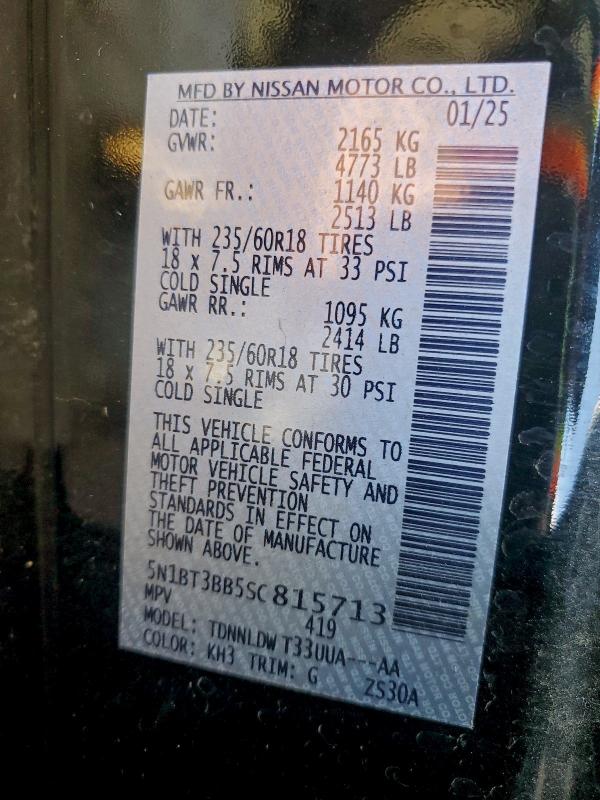 MFD BY NISSAN MOTOR CO., LTD.
DATE: 01/25
GVWR: 2165 KG
4773 LB
GAWR FR.: 1140 KG
2513 LB
WITH 235/60R18 TIRES
18 X 7.5 RIMS AT 33 PSI
COLD SINGLE
GAWR RR.: 1095 KG
2414 LB
WITH 235/60R18 TIRES
18 X 7.5 RIMS AT 30 PSI
COLD SINGLE
THIS VEHICLE CONFORMS TO
ALL APPLICABLE FEDERAL
MOTOR VEHICLE SAFETY AND
THEFT PREVENTION
STANDARDS IN EFFECT ON
THE DATE OF MANUFACTURE
SHOWN ABOVE.
5N1BT3BB5SC815713
MPV 419
MODEL: TDNNLDW T33UUA---AA
COLOR: KH3 TRIM: G ZS30A